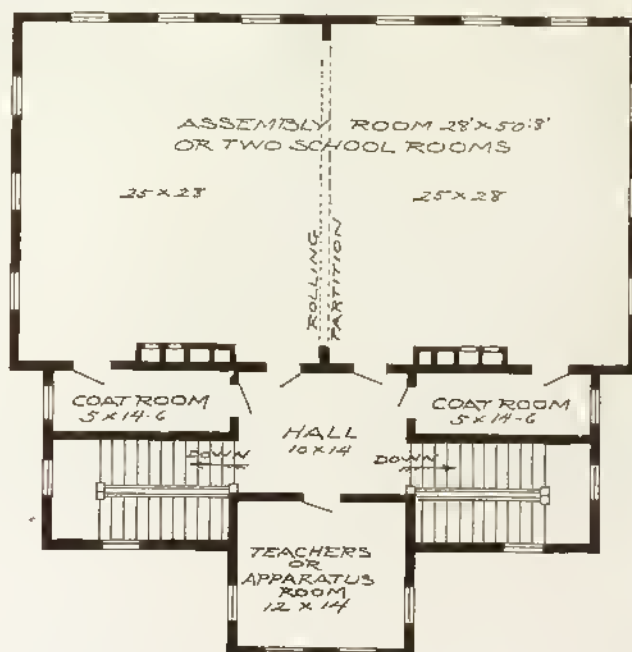 ASSEMBLY ROOM 28' × 50'8"
OR TWO SCHOOL ROOMS
25 × 28
25 × 28
ROLLING
PARTITION
COAT ROOM
5 × 14-6
COAT ROOM
5 × 14-6
HALL
10 × 14
DOWN
DOWN
TEACHERS
OR
APPARATUS
ROOM
12 × 14